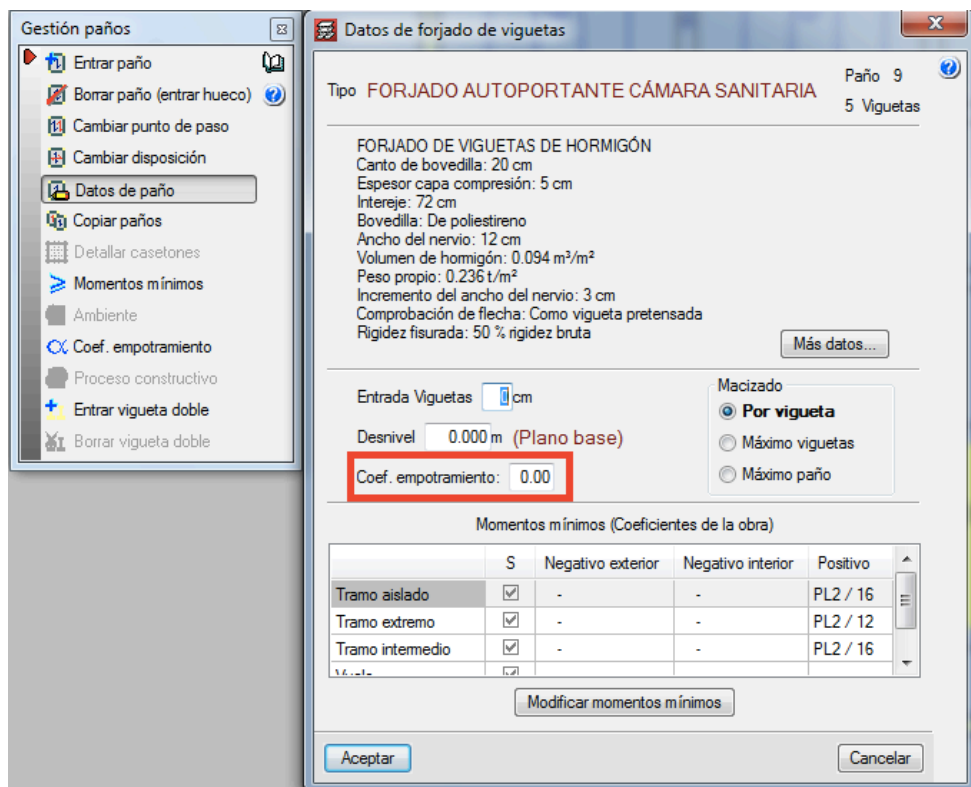 Gestión paños
Entrar paño
Borrar paño (entrar hueco)
Cambiar punto de paso
Cambiar disposición
Datos de paño
Copiar paños
Detallar casetones
Momentos mínimos
Ambiente
Coef. empotramiento
Proceso constructivo
Entrar vigueta doble
Borrar vigueta doble
Datos de forjado de viguetas
Tipo FORJADO AUTOPORTANTE CÁMARA SANITARIA
Paño 9
5 Viguetas
FORJADO DE VIGUETAS DE HORMIGÓN
Canto de bovedilla: 20 cm
Espesor capa compresión: 5 cm
Intereje: 72 cm
Bovedilla: De poliestireno
Ancho del nervio: 12 cm
Volumen de hormigón: 0.094 m³/m²
Peso propio: 0.236 t/m²
Incremento del ancho del nervio: 3 cm
Comprobación de flecha: Como vigueta pretensada
Rigidez fisurada: 50 % rigidez bruta
Más datos...
Entrada Viguetas 0 cm
Desnivel 0.000 m (Plano base)
Coef. empotramiento: 0.00
Macizado
Por vigueta
Máximo viguetas
Máximo paño
Momentos mínimos (Coeficientes de la obra)
S Negativo exterior Negativo interior Positivo
Tramo aislado - - PL2 / 16
Tramo extremo - - PL2 / 12
Tramo intermedio - - PL2 / 16
Vuelo
Modificar momentos mínimos
Aceptar
Cancelar